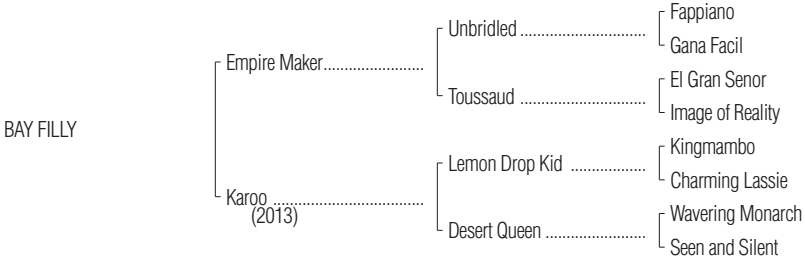 Fappiano
Unbridled ..............................
Gana Facil
Empire Maker........................
El Gran Senor
Toussaud ..............................
Image of Reality
BAY FILLY
Kingmambo
Lemon Drop Kid ..................
Charming Lassie
Karoo ....................................
(2013)
Wavering Monarch
Desert Queen ........................
Seen and Silent